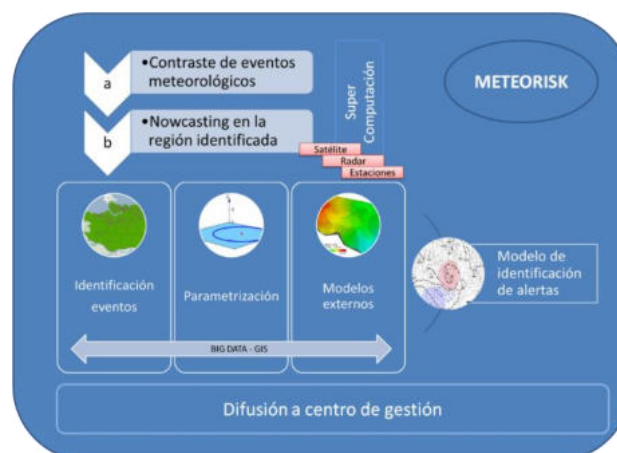 a
•Contraste de eventos
meteorológicos
b
•Nowcasting en la
región identificada
Super
Computación
METEORISK
Satélite
Radar
Estaciones
Identificación
eventos
Parametrización
Modelos
externos
Modelo de
identificación
de alertas
BIG DATA - GIS
Difusión a centro de gestión